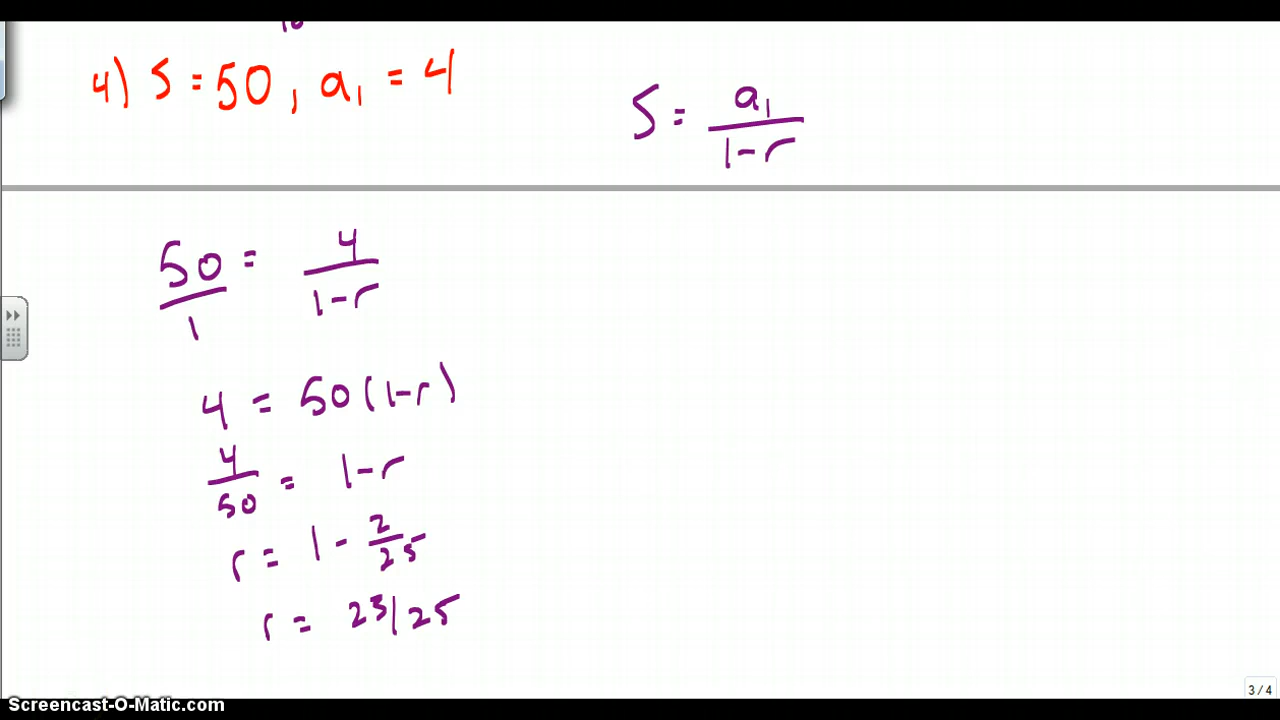 4) S = 50, a₁ = 4
S = a₁/(1-r)
50/1 = 4/(1-r)
4 = 50(1-r)
4/50 = 1-r
r = 1 - 2/25
r = 23/25
3/4
Screencast-O-Matic.com